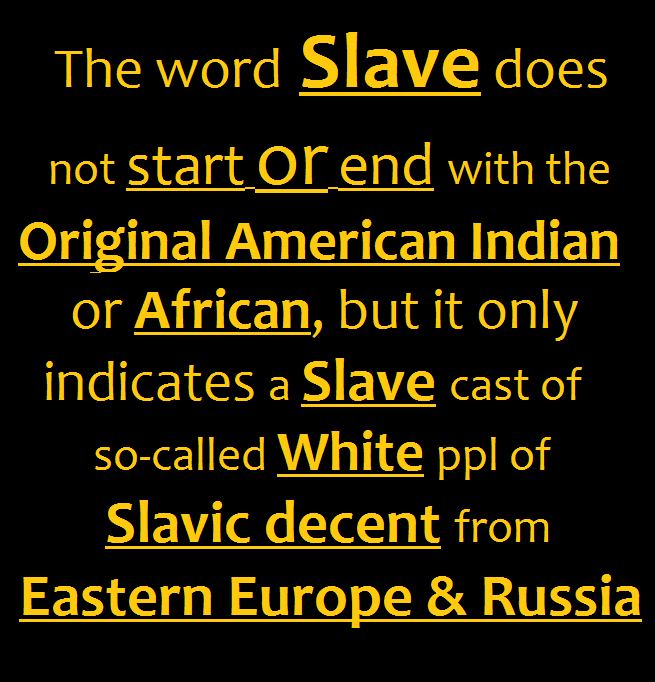 The word Slave does
not start or end with the
Original American Indian
or African, but it only
indicates a Slave cast of
so-called White ppl of
Slavic decent from
Eastern Europe & Russia